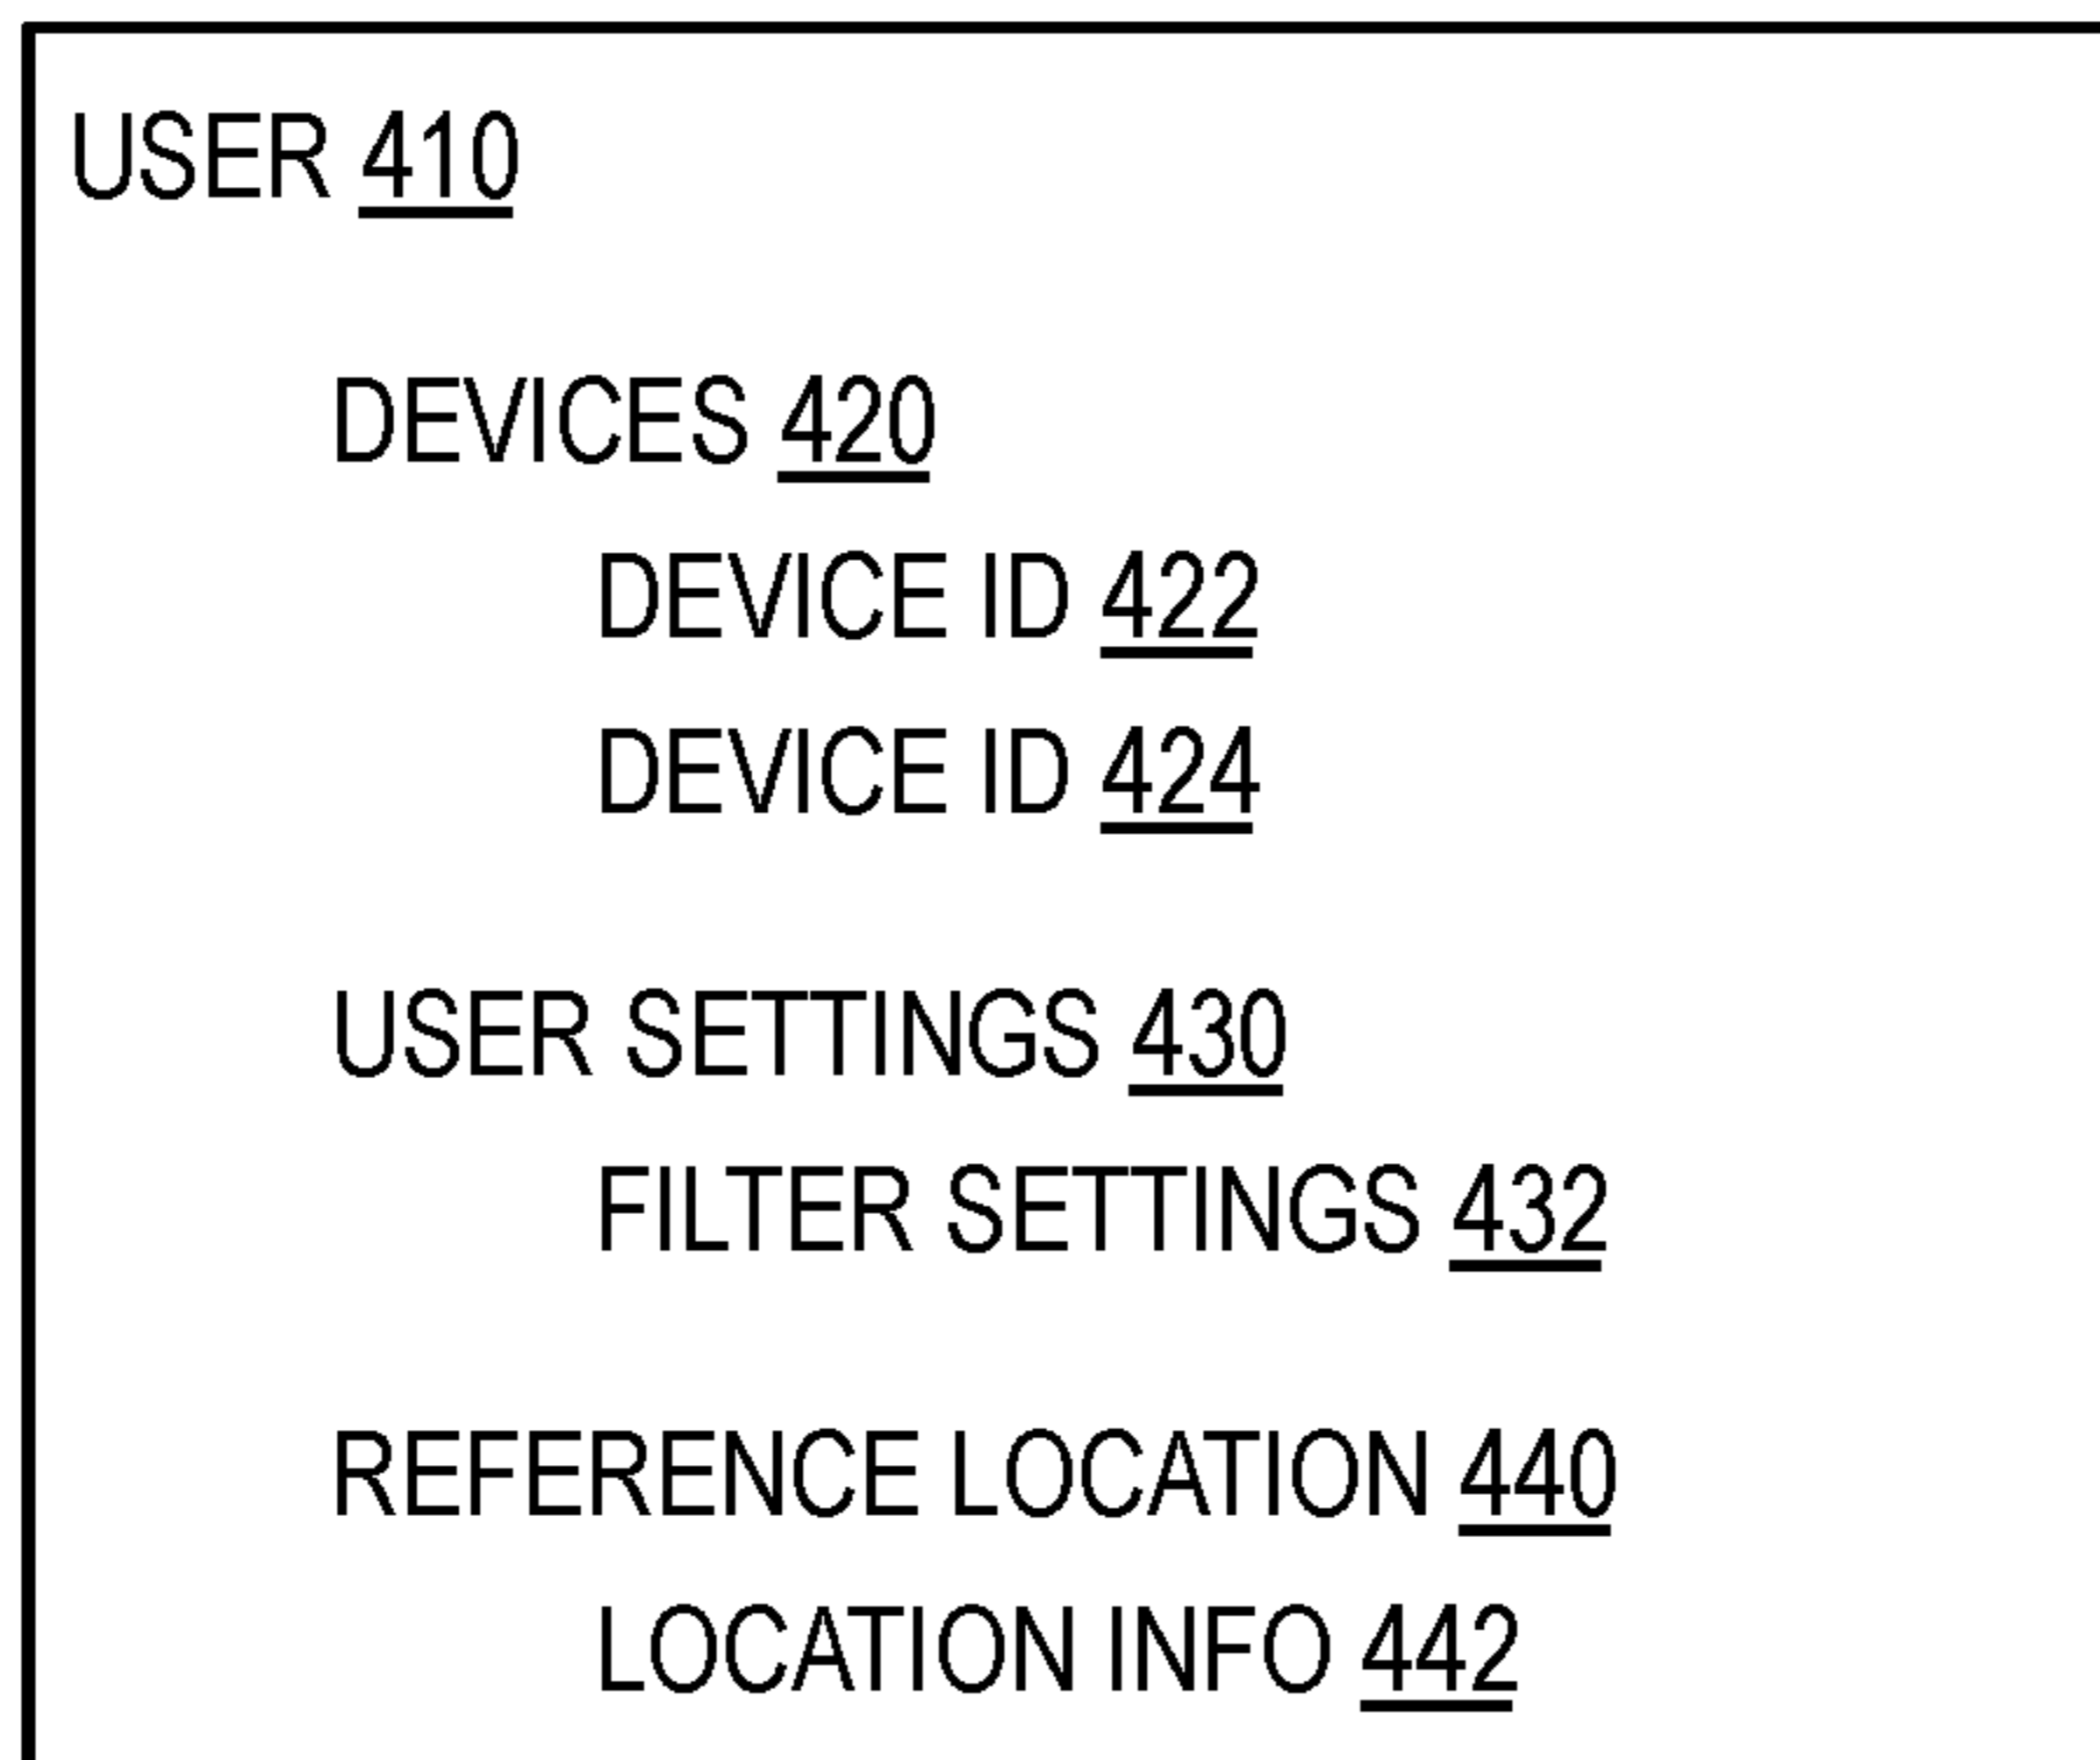 USER 410
DEVICES 420
DEVICE ID 422
DEVICE ID 424
USER SETTINGS 430
FILTER SETTINGS 432
REFERENCE LOCATION 440
LOCATION INFO 442